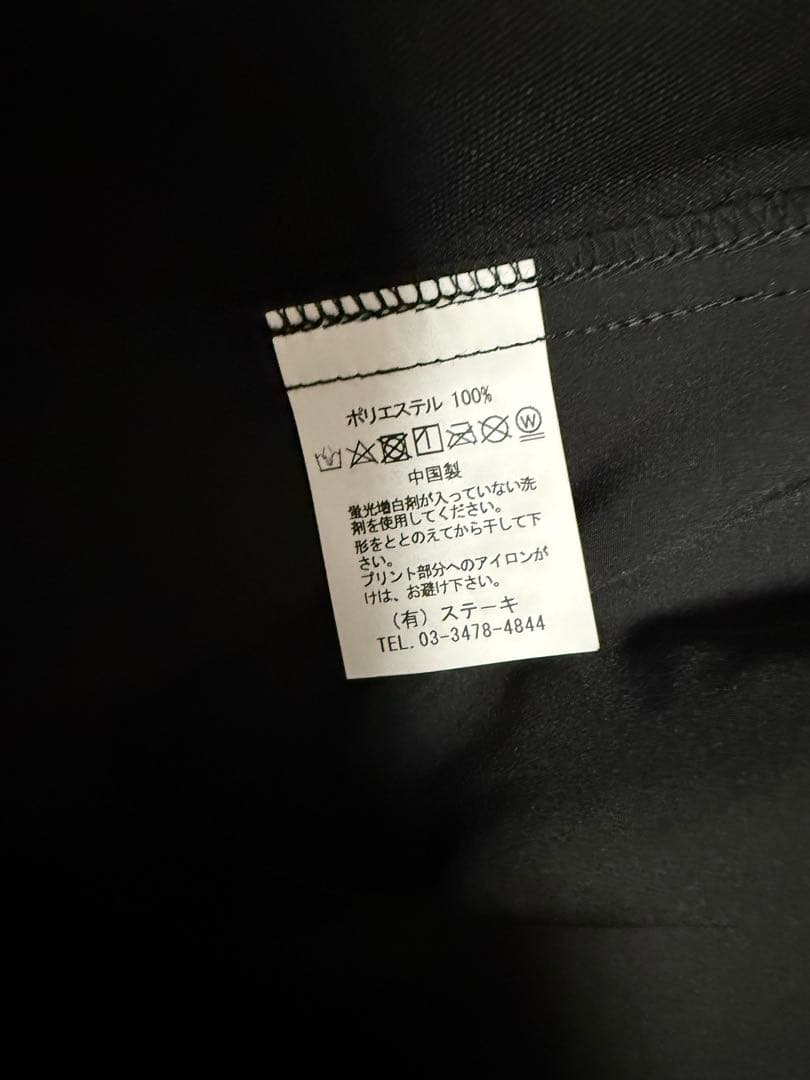 ポリエステル 100%
W
中国製
蛍光増白剤が入っていない洗
剤を使用してください。
形をととのえてから干して下
さい。
プリント部分へのアイロンが
けは、お避け下さい。
(有) ステーキ
TEL. 03-3478-4844